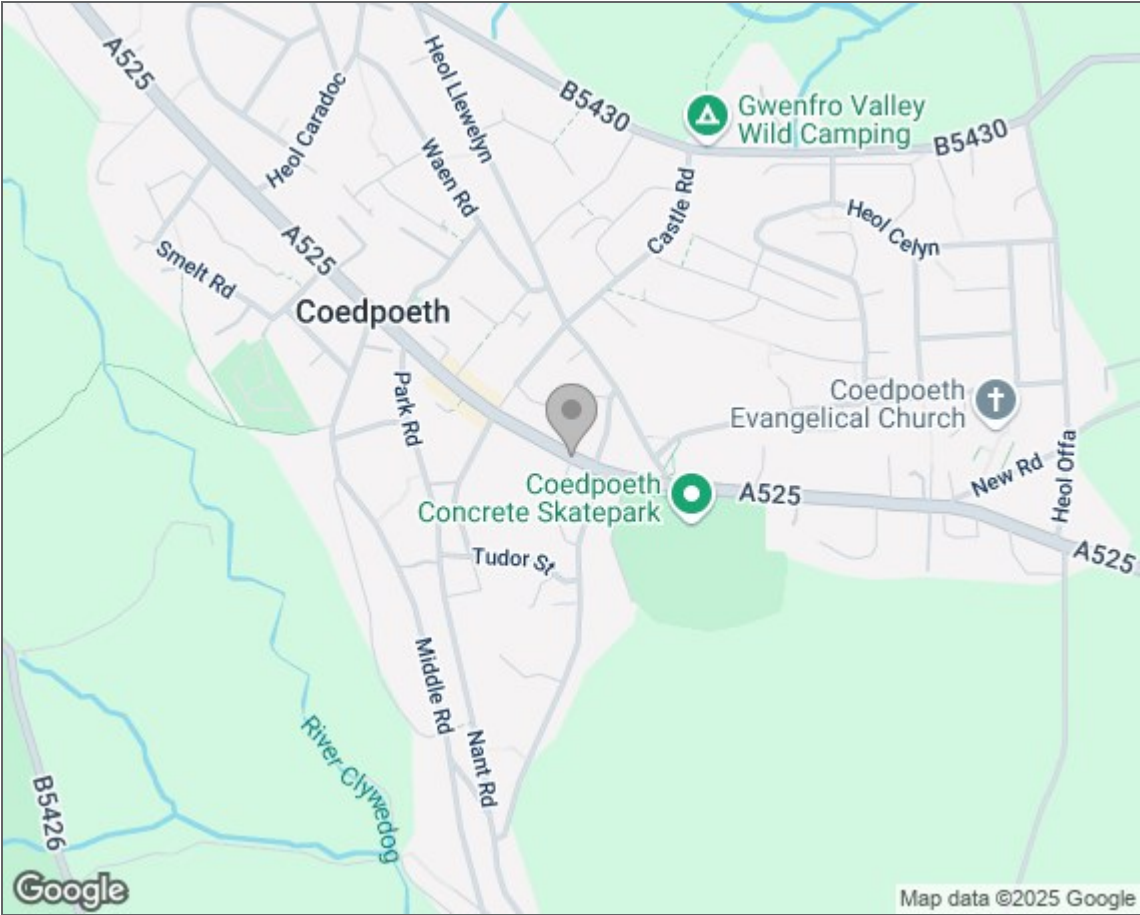 A525
Heol Llewelyn
B5430
Gwenfro Valley
Wild Camping
B5430
Heol Caradoc
Waen Rd
Castle Rd
Heol Celyn
A525
Smelt Rd
Coedpoeth
Park Rd
Coedpoeth
Evangelical Church
New Rd
Heol Offa
Coedpoeth
Concrete Skatepark
A525
A525
Tudor St
Middle Rd
Nant Rd
River Clywedog
B5426
Google
Map data ©2025 Google